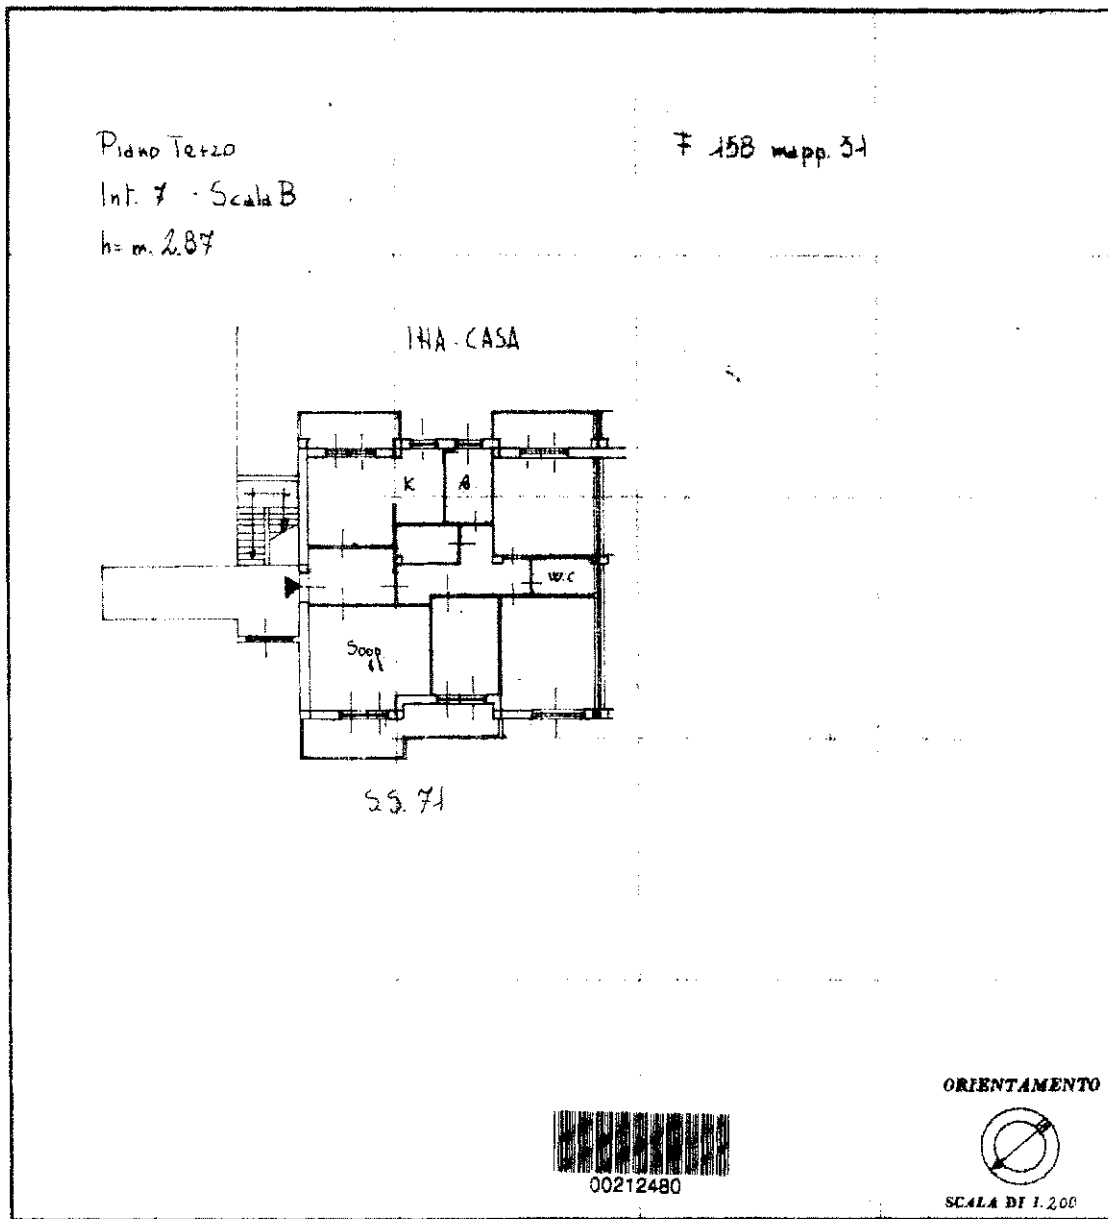 Piano Terzo
Int. 7 - Scala B
h= m. 2.87
F 158 mapp. 31
INA-CASA
K
B
W.C
Sogg.
S.S. 71
ORIENTAMENTO
00212480
SCALA DI 1:200